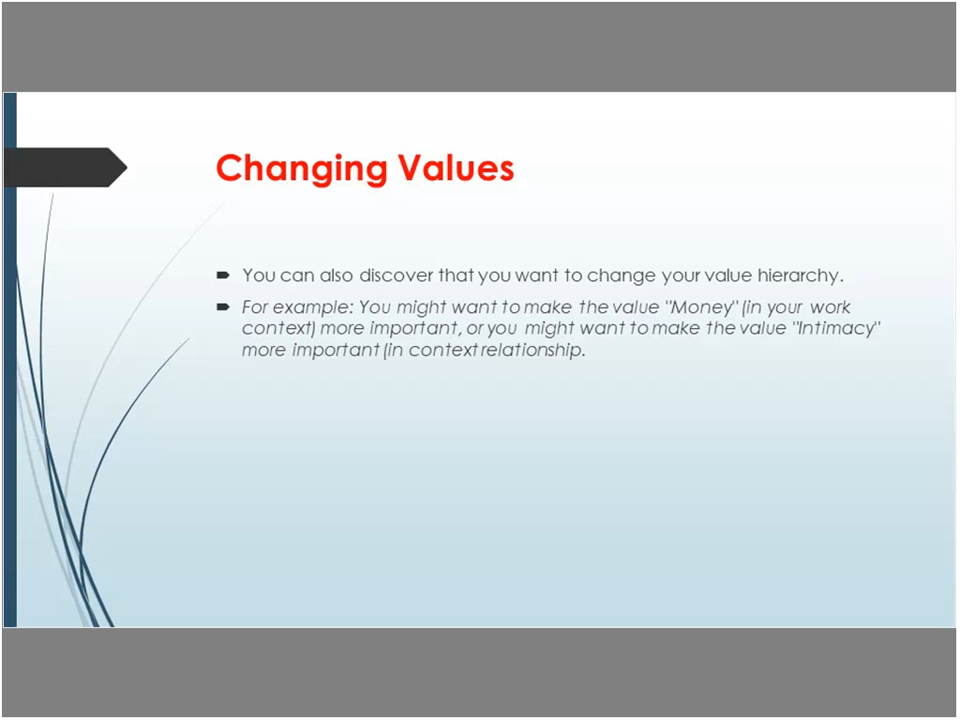 Changing Values
You can also discover that you want to change your value hierarchy.
For example: You might want to make the value "Money" (in your work
context) more important, or you might want to make the value "Intimacy"
more important (in context relationship.